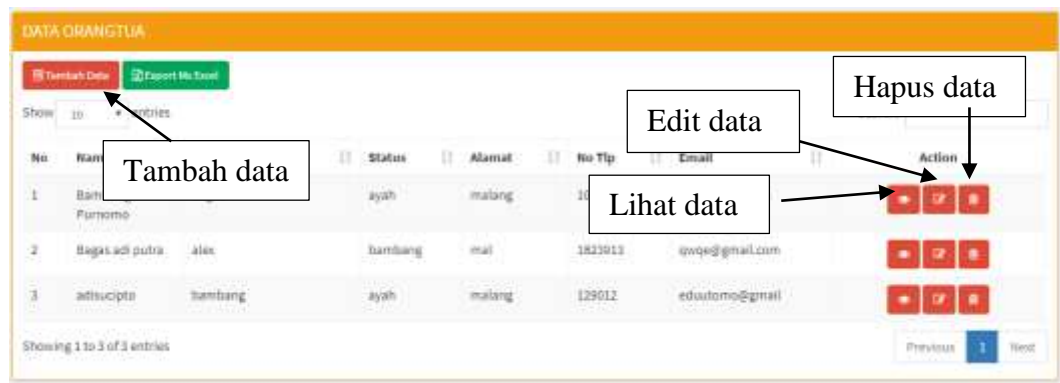 DATA ORANGTUA
Tambah Data Export Ms Excel
Hapus data
Show 10 entries
Edit data
No Status Alamat No Tlp Email Action
Tambah data
1 ayah malang
Purnomo
Lihat data
2 Bagas adi putra alex bambang mal 1823913 qwqe@gmail.com
3 adisucipto bambang ayah malang 129012 eduutomo@gmail
Showing 1 to 3 of 3 entries Previous 1 Next